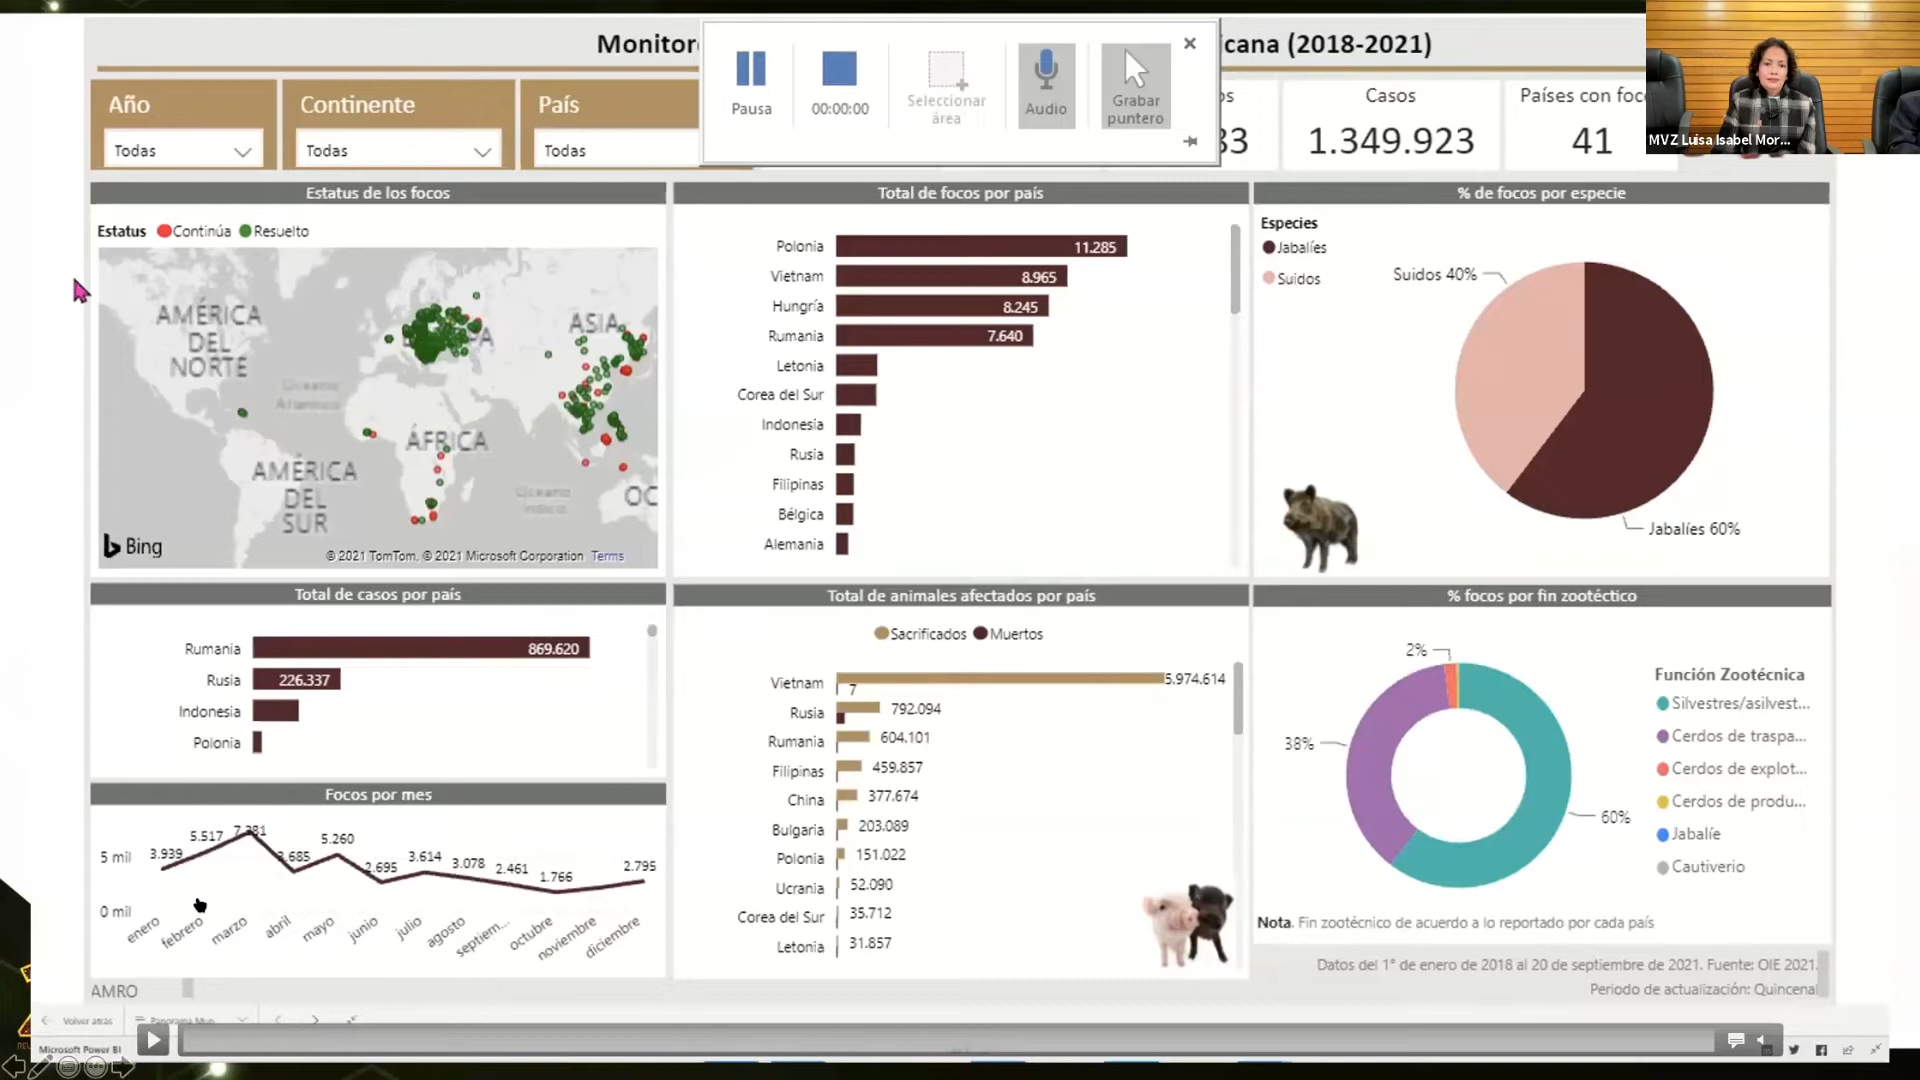 Monitor
icana (2018-2021)
Pausa
00:00:00
Seleccionar
área
Audio
Grabar
puntero
MVZ Luisa Isabel Mor...
Año
Todas
Continente
Todas
País
Todas
os
33
Casos
1.349.923
Países con foc
41
Estatus de los focos
Estatus Continúa Resuelto
AMÉRICA
DEL
NORTE
Oceano
Atlantico
ASIA
ÁFRICA
AMÉRICA
DEL
SUR
Oceano
Indico
OC
Bing
© 2021 TomTom, © 2021 Microsoft Corporation Terms
Total de focos por país
Polonia 11.285
Vietnam 8.965
Hungría 8.245
Rumania 7.640
Letonia
Corea del Sur
Indonesia
Rusia
Filipinas
Bélgica
Alemania
% de focos por especie
Especies
Jabalíes
Suidos
Suidos 40%
Jabalíes 60%
Total de casos por país
Rumania 869.620
Rusia 226.337
Indonesia
Polonia
Focos por mes
5 mil
0 mil
3.939 5.517 7.381 3.685 5.260 2.695 3.614 3.078 2.461 1.766 2.795
enero febrero marzo abril mayo junio julio agosto septiem... octubre noviembre diciembre
Total de animales afectados por país
Sacrificados Muertos
Vietnam 5.974.614
7
Rusia 792.094
Rumania 604.101
Filipinas 459.857
China 377.674
Bulgaria 203.089
Polonia 151.022
Ucrania 52.090
Corea del Sur 35.712
Letonia 31.857
% focos por fin zootéctico
2%
38%
60%
Función Zootécnica
Silvestres/asilvest...
Cerdos de traspa...
Cerdos de explot...
Cerdos de produ...
Jabalíe
Cautiverio
Nota. Fin zootécnico de acuerdo a lo reportado por cada país
Datos del 1° de enero de 2018 al 20 de septiembre de 2021. Fuente: OIE 2021.
Periodo de actualización: Quincenal
AMRO
Volver atrás
Panorama Mun
Microsoft Power BI